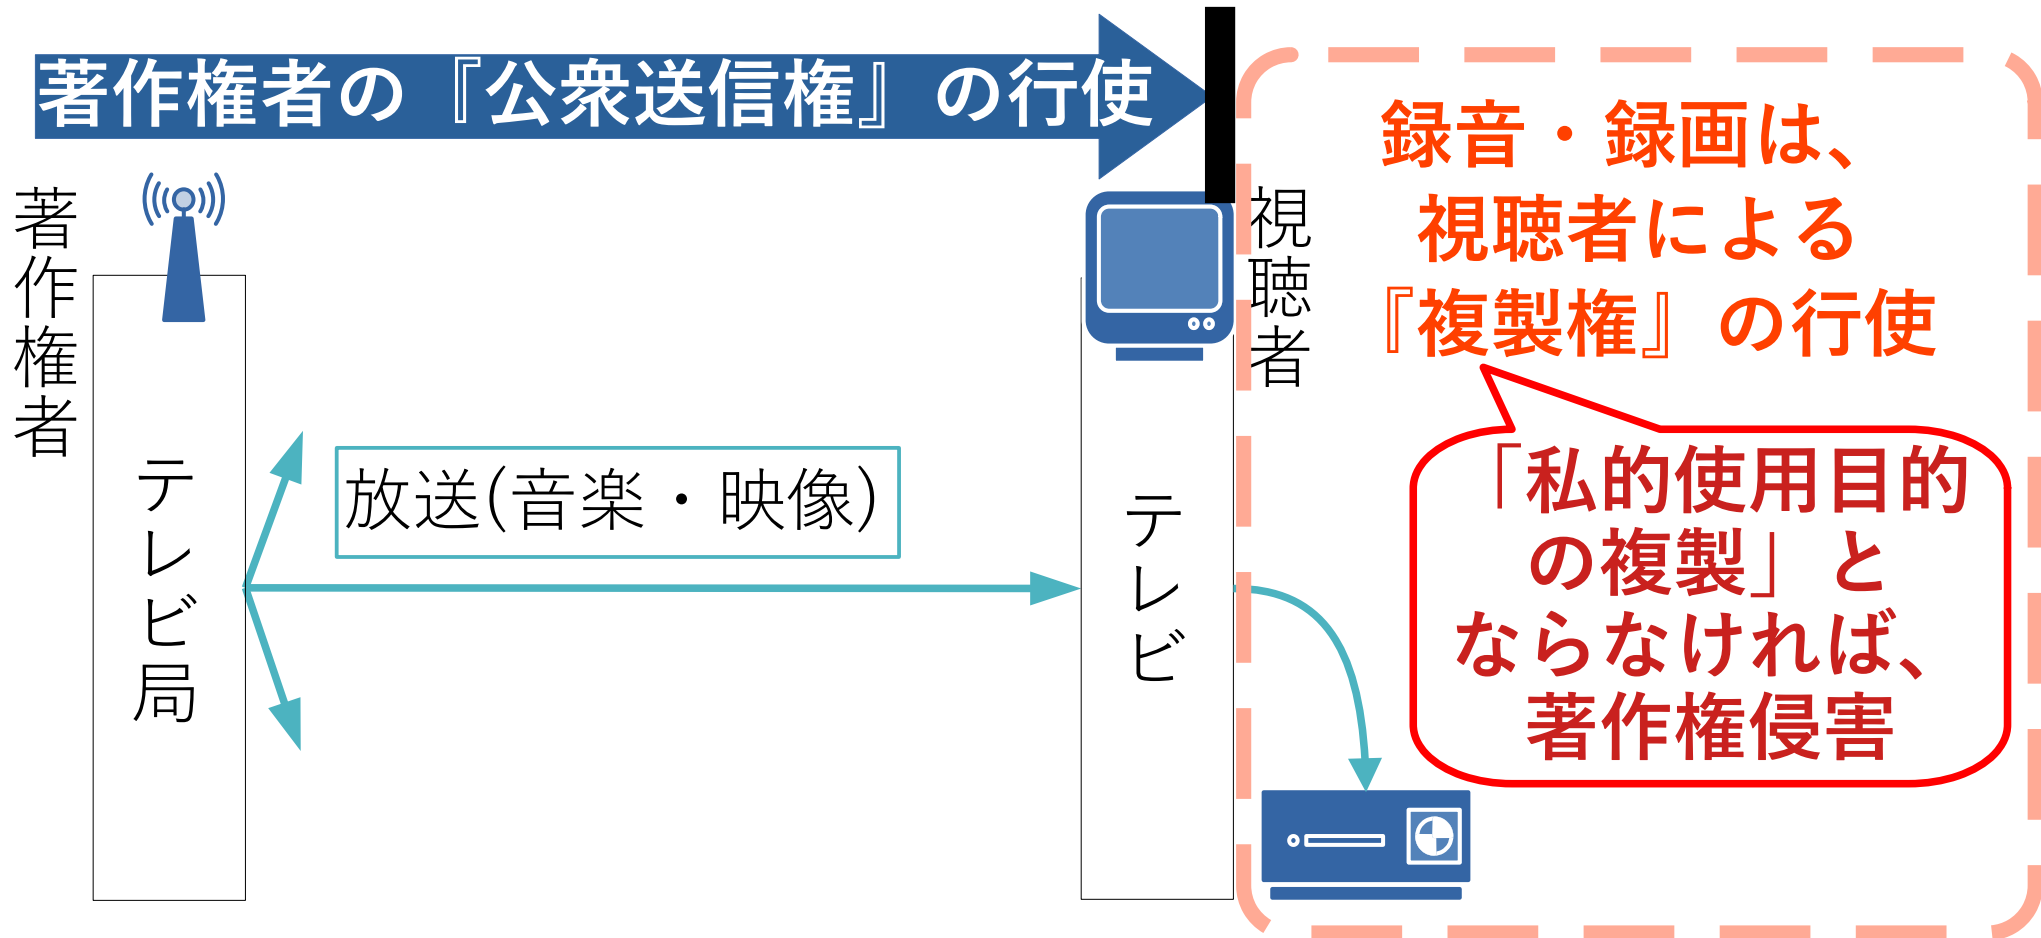 著作権者の『公衆送信権』の行使
著作権者
テレビ局
放送(音楽・映像)
テレビ
視聴者
録音・録画は、
視聴者による
『複製権』の行使
「私的使用目的
の複製」と
ならなければ、
著作権侵害